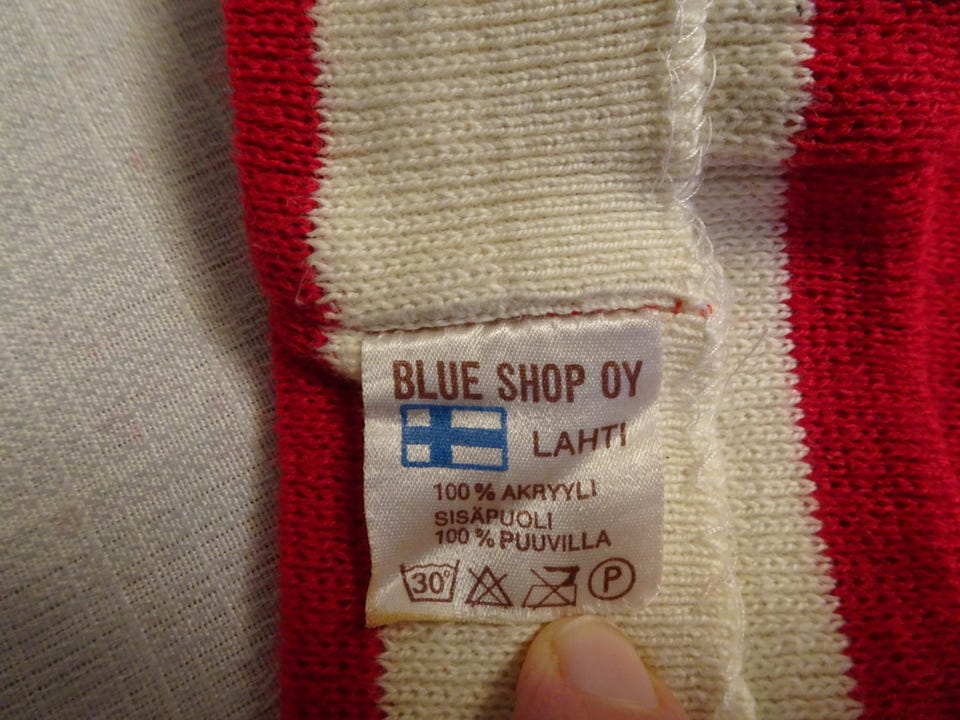 BLUE SHOP OY
LAHTI
100 % AKRYYLI
SISÄPUOLI
100 % PUUVILLA
30° P